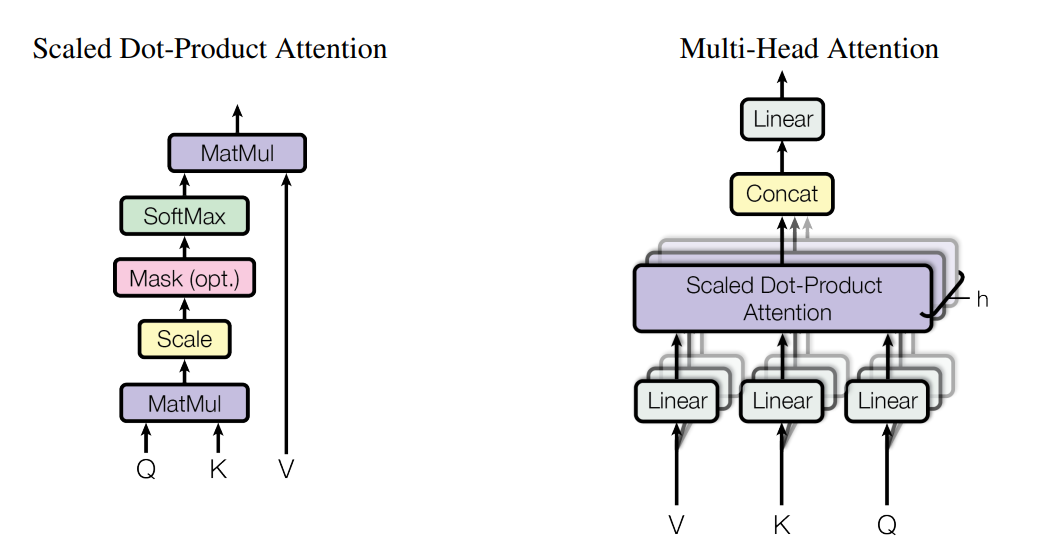 Scaled Dot-Product Attention
MatMul
SoftMax
Mask (opt.)
Scale
MatMul
Q K V
Multi-Head Attention
Linear
Concat
Scaled Dot-Product
Attention
h
Linear Linear Linear
V K Q